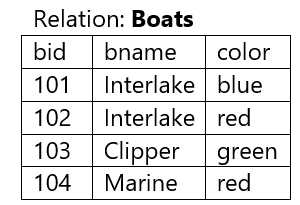 Relation: Boats
bid bname color
101 Interlake blue
102 Interlake red
103 Clipper green
104 Marine red